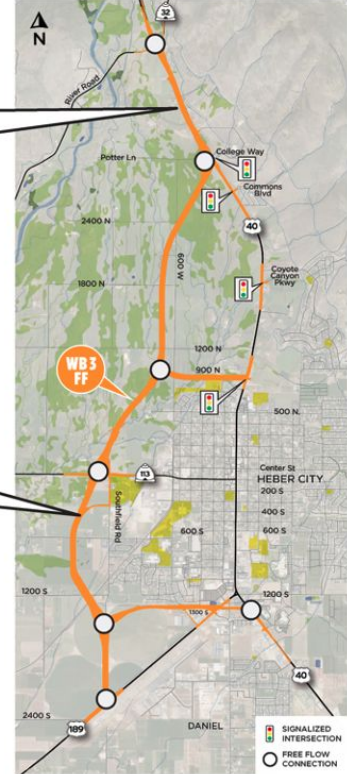 N
32
River Road
College Way
Potter Ln
Commons
Blvd
2400 N
40
600 W
Coyote
Canyon
Pkwy
1800 N
1200 N
WB3
FF
900 N
500 N.
Center St
113
HEBER CITY
200 S
Southfield Rd
400 S
600 S
600 S
1200 S
1200 S
1300 S
40
2400 S
189
DANIEL
SIGNALIZED
INTERSECTION
FREE FLOW
CONNECTION